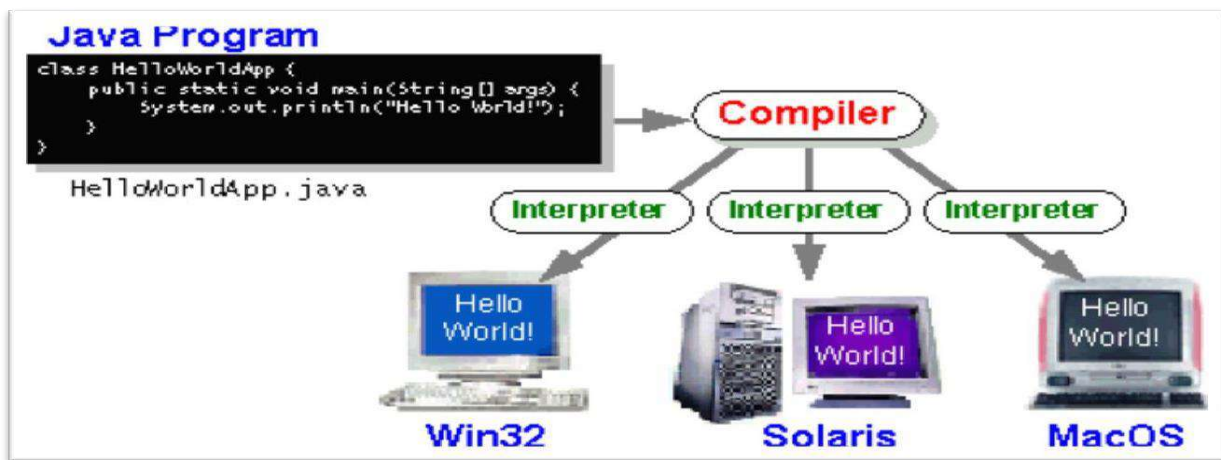 Java Program
class HelloWorldApp {
public static void main(String[] args) {
System.out.println("Hello World!");
}
}
HelloWorldApp.java
Compiler
Interpreter
Interpreter
Interpreter
Hello
World!
Hello
World!
Hello
World!
Win32
Solaris
MacOS